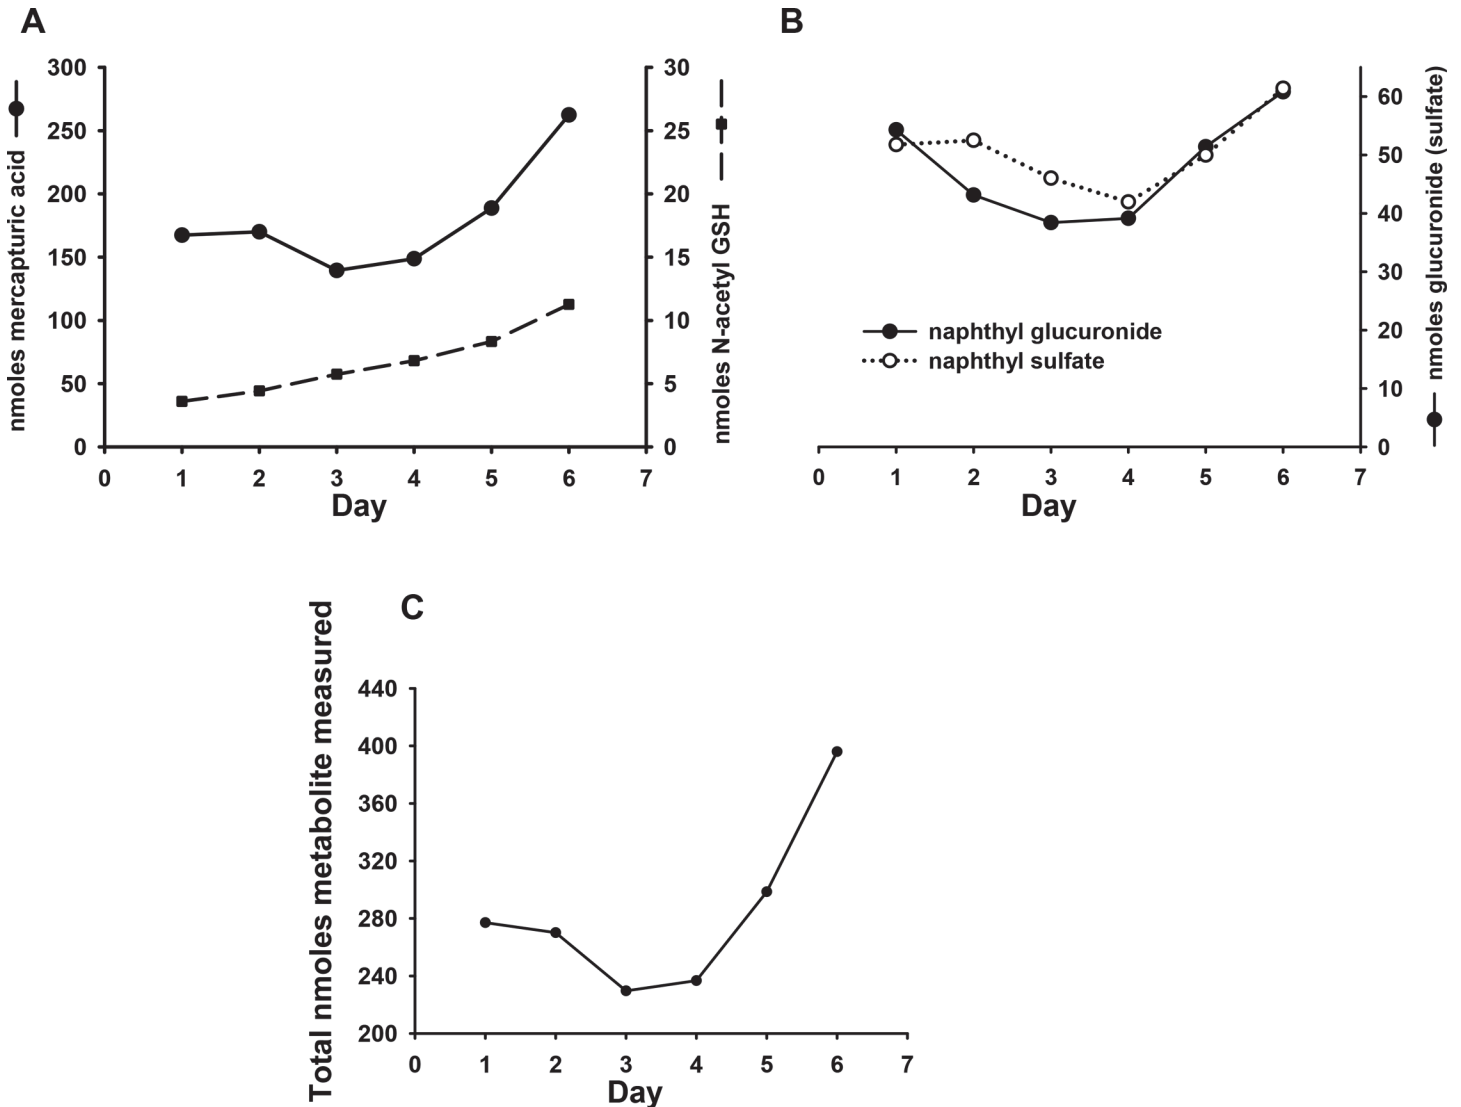 A
nmoles mercapturic acid
300
250
200
150
100
50
0
30
25
20
15
10
5
0
nmoles N-acetyl GSH
0 1 2 3 4 5 6 7
Day
B
naphthyl glucuronide
naphthyl sulfate
60
50
40
30
20
10
0
nmoles glucuronide (sulfate)
0 1 2 3 4 5 6 7
Day
C
Total nmoles metabolite measured
440
400
360
320
280
240
200
0 1 2 3 4 5 6 7
Day